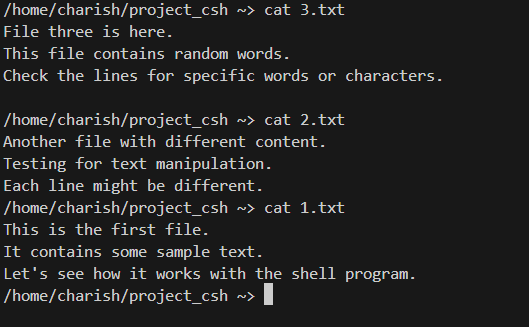 /home/charish/project_csh ~> cat 3.txt
File three is here.
This file contains random words.
Check the lines for specific words or characters.

/home/charish/project_csh ~> cat 2.txt
Another file with different content.
Testing for text manipulation.
Each line might be different.
/home/charish/project_csh ~> cat 1.txt
This is the first file.
It contains some sample text.
Let's see how it works with the shell program.
/home/charish/project_csh ~>